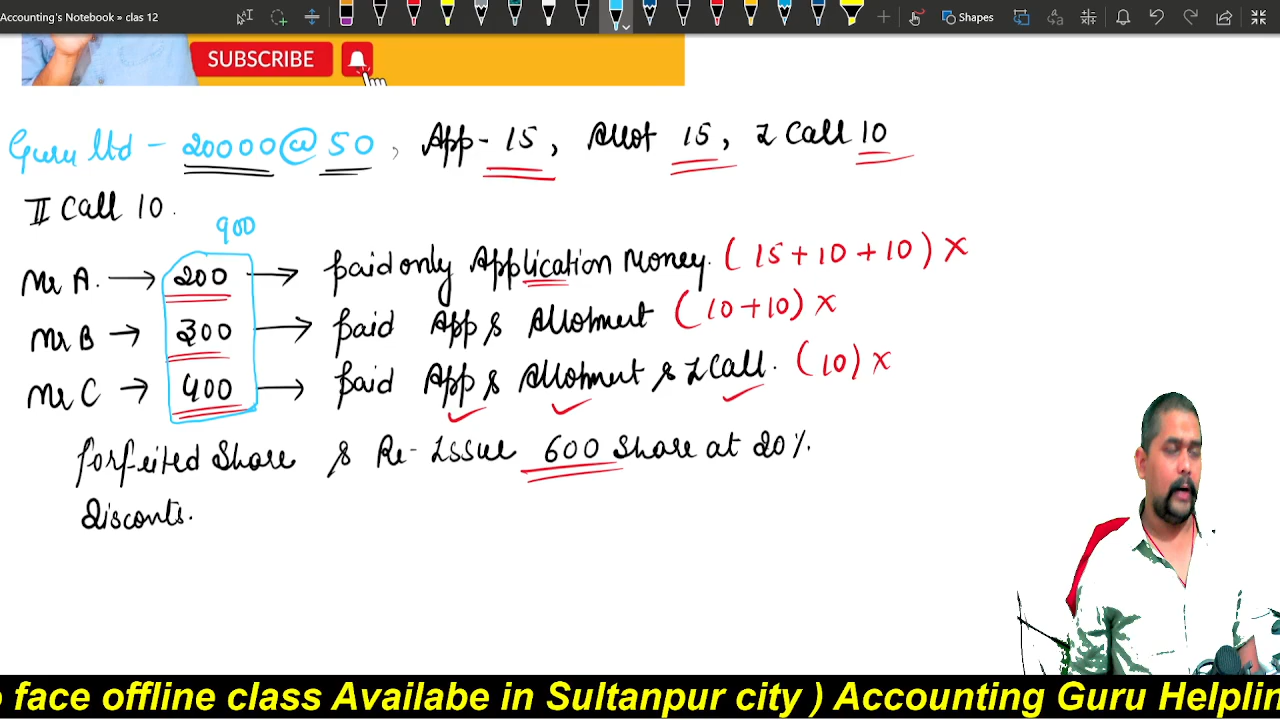 Accounting's Notebook » clas 12
Shapes
SUBSCRIBE
Guru ltd - 20000@50, App - 15, Allot 15, I Call 10
II Call 10.
900
Mr A. → 200 → paid only Application Money. (15+10+10) ×
Mr B → 300 → paid App & Allotment (10+10) ×
Mr C → 400 → paid App & Allotment & I Call. (10) ×
Forfeited Share & Re-Issue 600 Share at 20%
Disconts.
o face offline class Availabe in Sultanpur city ) Accounting Guru Helplin